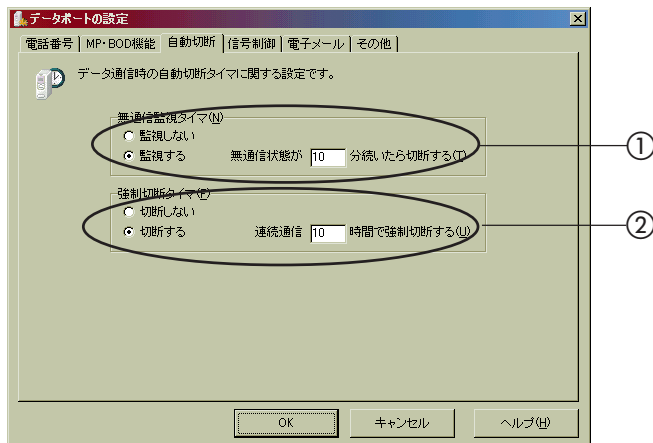 データポートの設定
電話番号 MP・BOD機能 自動切断 信号制御 電子メール その他
データ通信時の自動切断タイマに関する設定です。
無通信監視タイマ(N)
監視しない
監視する 無通信状態が 10 分続いたら切断する(T)
①
強制切断タイマ(F)
切断しない
切断する 連続通信 10 時間で強制切断する(U)
②
OK キャンセル ヘルプ(H)